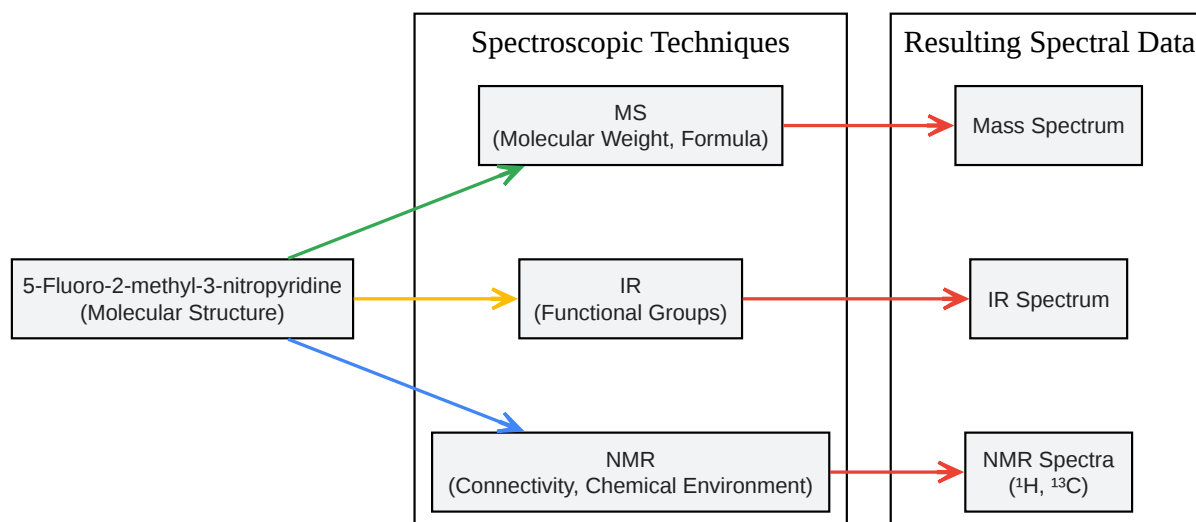 Spectroscopic Techniques
Resulting Spectral Data
MS
(Molecular Weight, Formula)
Mass Spectrum
5-Fluoro-2-methyl-3-nitropyridine
(Molecular Structure)
IR
(Functional Groups)
IR Spectrum
NMR
(Connectivity, Chemical Environment)
NMR Spectra
(¹H, ¹³C)